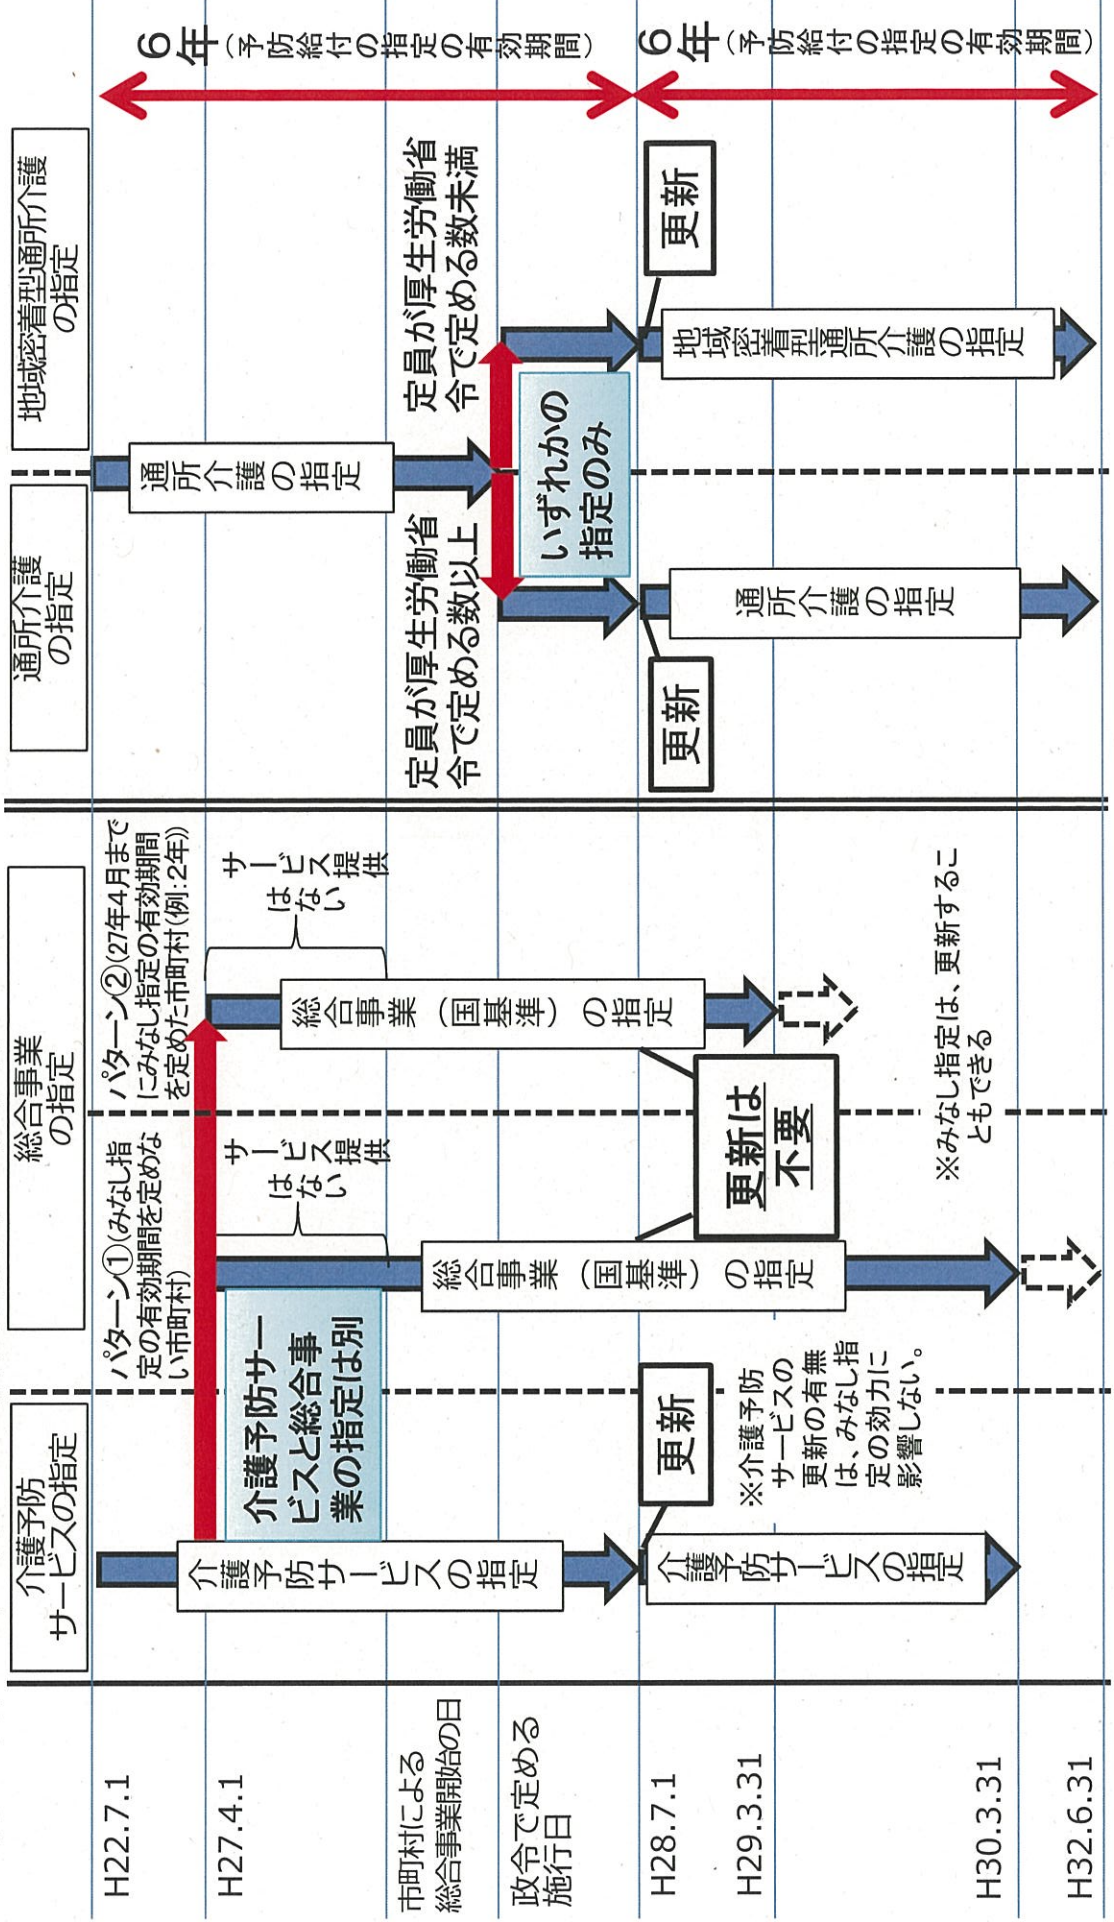 介護予防
サービスの指定
総合事業
の指定
通所介護
の指定
地域密着型通所介護
の指定
H22.7.1
H27.4.1
市町村による
総合事業開始の日
政令で定める
施行日
H28.7.1
H29.3.31
H30.3.31
H32.6.31
介護予防サービスの指定
介護予防サー
ビスと総合事
業の指定は別
更新
介護予防サービスの指定
※介護予防
サービスの
更新の有無
は、みなし指
定の効力に
影響しない。
パターン①(みなし指
定の有効期間を定めな
い市町村)
サービス提供
はない
総合事業（国基準）の指定
パターン②(27年4月まで
にみなし指定の有効期間
を定めた市町村(例:2年))
サービス提供
はない
総合事業（国基準）の指定
更新は
不要
※みなし指定は、更新するこ
ともできる
通所介護の指定
定員が厚生労働省
令で定める数以上
定員が厚生労働省
令で定める数未満
いずれかの
指定のみ
更新
通所介護の指定
更新
地域密着型通所介護の指定
6年(予防給付の指定の有効期間)
6年(予防給付の指定の有効期間)